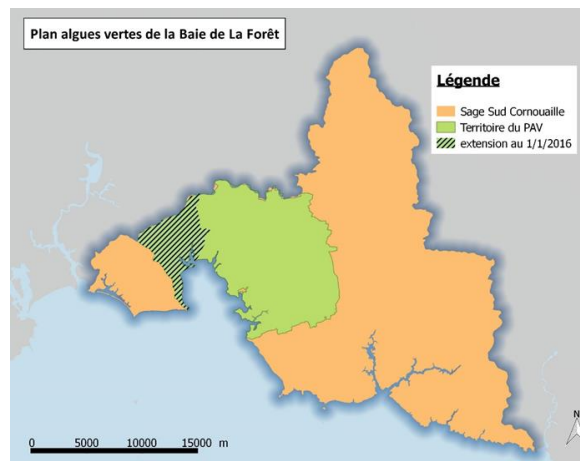 Plan algues vertes de la Baie de La Forêt
Légende
Sage Sud Cornouaille
Territoire du PAV
extension au 1/1/2016
0 5000 10000 15000 m
N